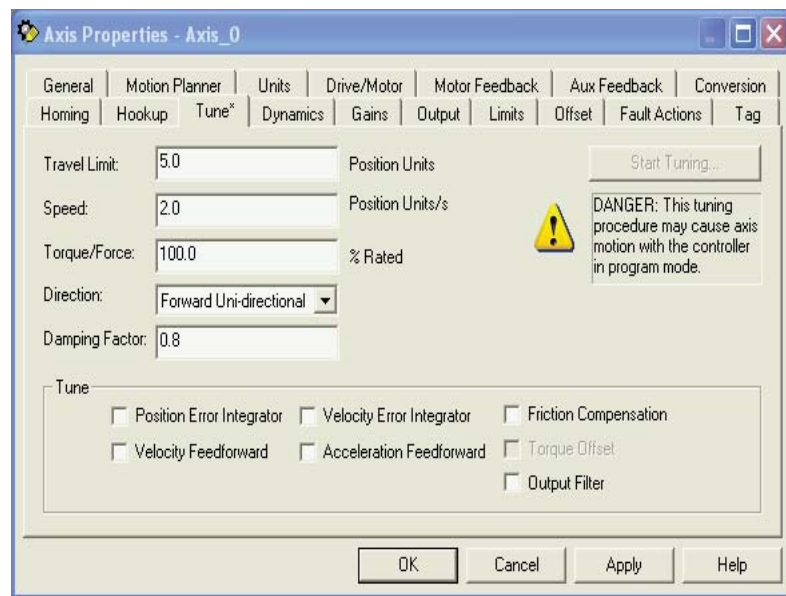 Axis Properties - Axis_0
General Motion Planner Units Drive/Motor Motor Feedback Aux Feedback Conversion
Homing Hookup Tune* Dynamics Gains Output Limits Offset Fault Actions Tag
Travel Limit: 5.0 Position Units Start Tuning...
Speed: 2.0 Position Units/s
DANGER: This tuning
procedure may cause axis
motion with the controller
in program mode.
Torque/Force: 100.0 % Rated
Direction: Forward Uni-directional
Damping Factor: 0.8
Tune
Position Error Integrator Velocity Error Integrator Friction Compensation
Velocity Feedforward Acceleration Feedforward Torque Offset
Output Filter
OK Cancel Apply Help